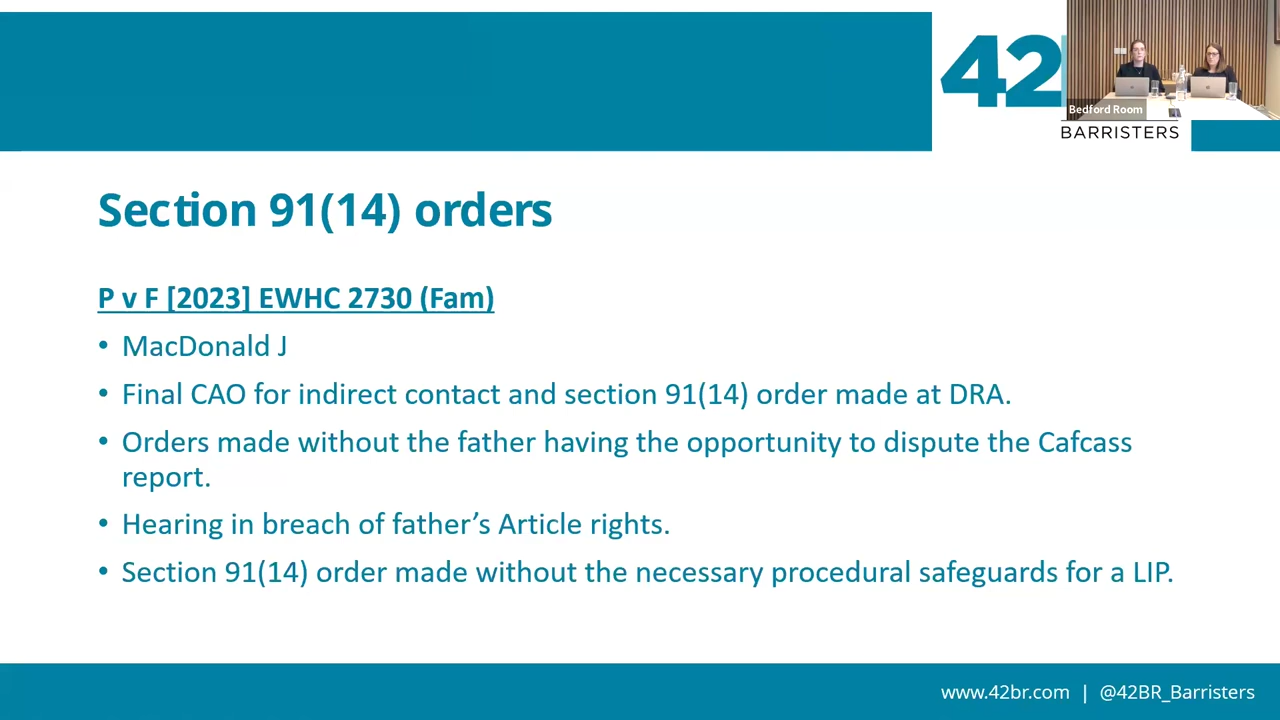 42
Bedford Room
BARRISTERS
Section 91(14) orders
P v F [2023] EWHC 2730 (Fam)
• MacDonald J
• Final CAO for indirect contact and section 91(14) order made at DRA.
• Orders made without the father having the opportunity to dispute the Cafcass
report.
• Hearing in breach of father’s Article rights.
• Section 91(14) order made without the necessary procedural safeguards for a LIP.
www.42br.com | @42BR_Barristers